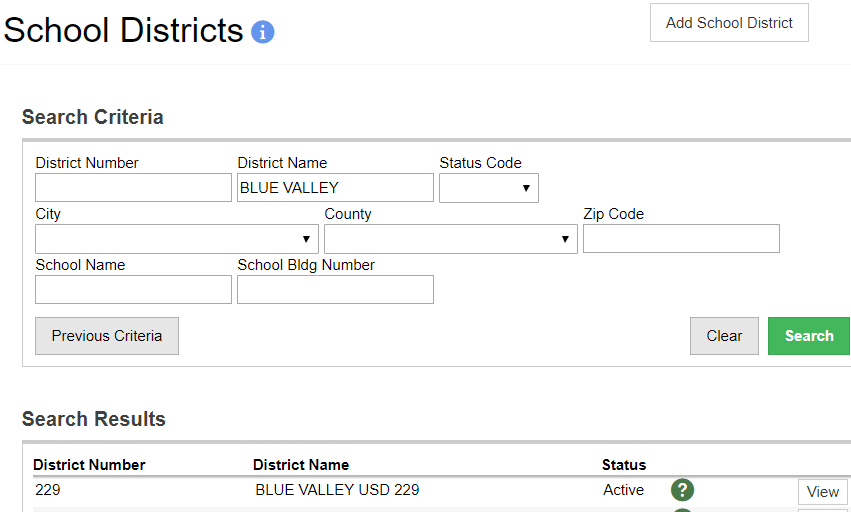 School Districts
Add School District
Search Criteria
District Number District Name Status Code
BLUE VALLEY
City County Zip Code
School Name School Bldg Number
Previous Criteria Clear Search
Search Results
District Number District Name Status
229 BLUE VALLEY USD 229 Active ? View